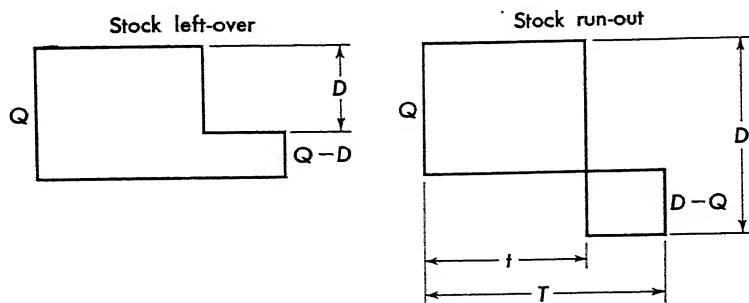 Stock left-over
Q
D
Q – D
Stock run-out
Q
D
D – Q
t
T